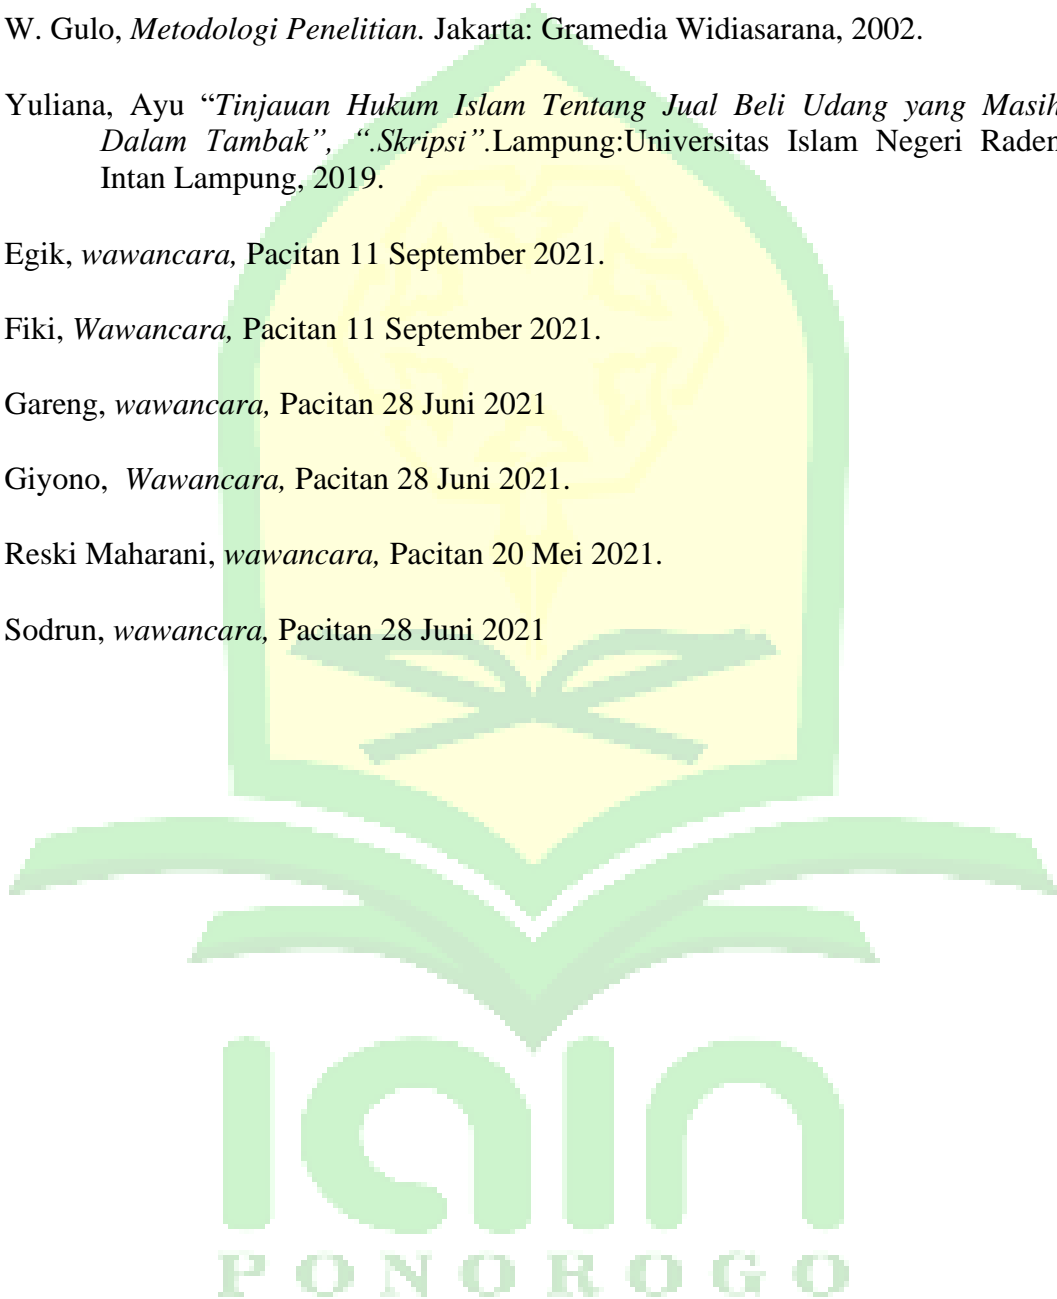 W. Gulo, Metodologi Penelitian. Jakarta: Gramedia Widiasarana, 2002.
Yuliana, Ayu “Tinjauan Hukum Islam Tentang Jual Beli Udang yang Masih
Dalam Tambak”, “.Skripsi”.Lampung:Universitas Islam Negeri Raden
Intan Lampung, 2019.
Egik, wawancara, Pacitan 11 September 2021.
Fiki, Wawancara, Pacitan 11 September 2021.
Gareng, wawancara, Pacitan 28 Juni 2021
Giyono, Wawancara, Pacitan 28 Juni 2021.
Reski Maharani, wawancara, Pacitan 20 Mei 2021.
Sodrun, wawancara, Pacitan 28 Juni 2021
iain
PONOROGO